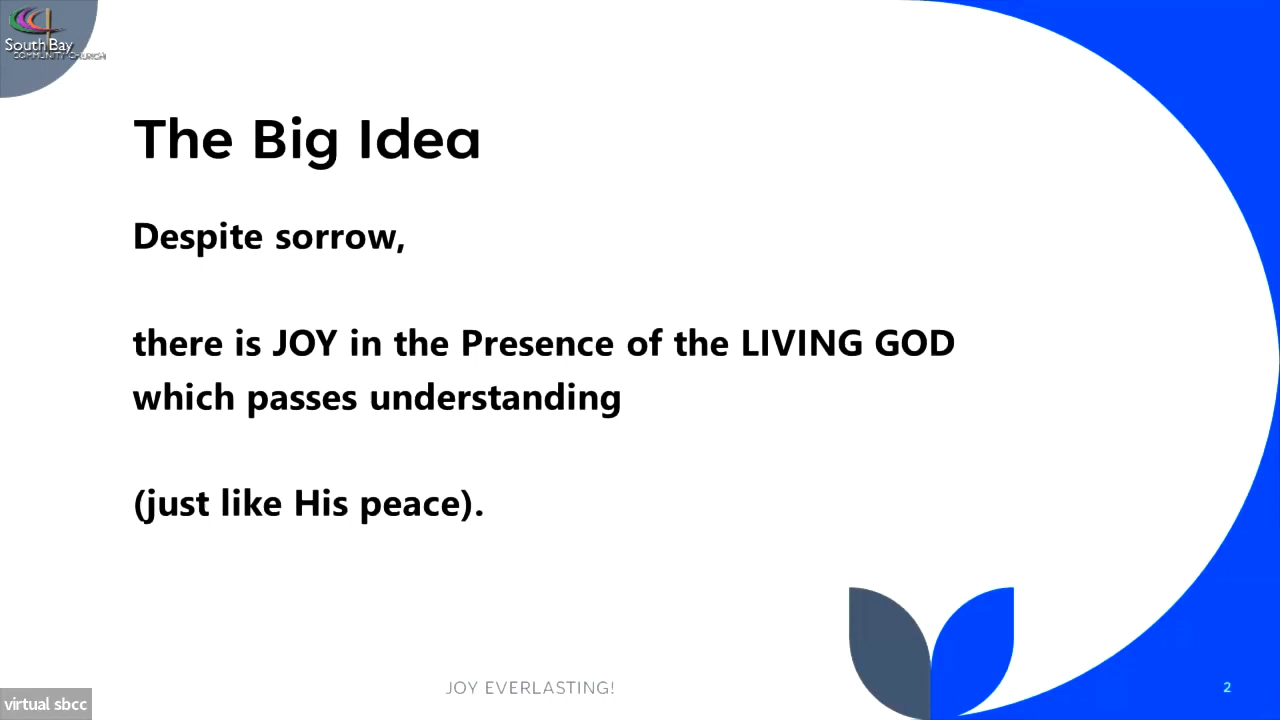 South Bay
COMMUNITY CHURCH
The Big Idea
Despite sorrow,
there is JOY in the Presence of the LIVING GOD
which passes understanding
(just like His peace).
JOY EVERLASTING!
2
virtual sbcc